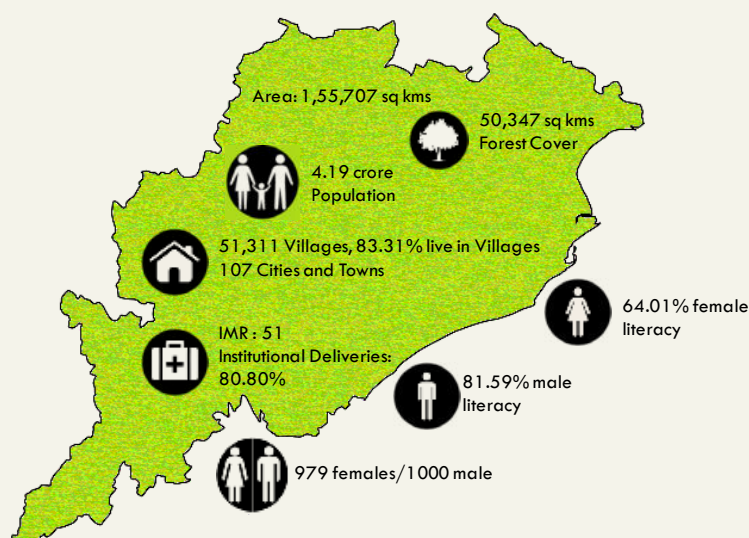 Area: 1,55,707 sq kms
50,347 sq kms
Forest Cover
4.19 crore
Population
51,311 Villages, 83.31% live in Villages
107 Cities and Towns
64.01% female
literacy
IMR : 51
Institutional Deliveries:
80.80%
81.59% male
literacy
979 females/1000 male